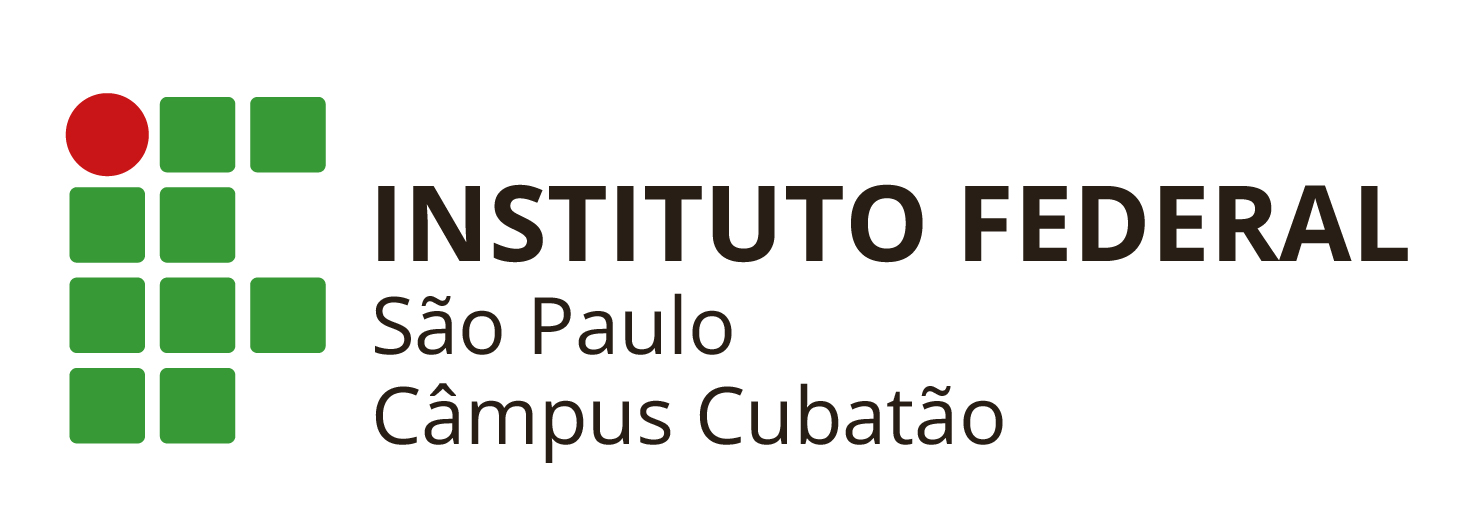 INSTITUTO FEDERAL
São Paulo
Câmpus Cubatão